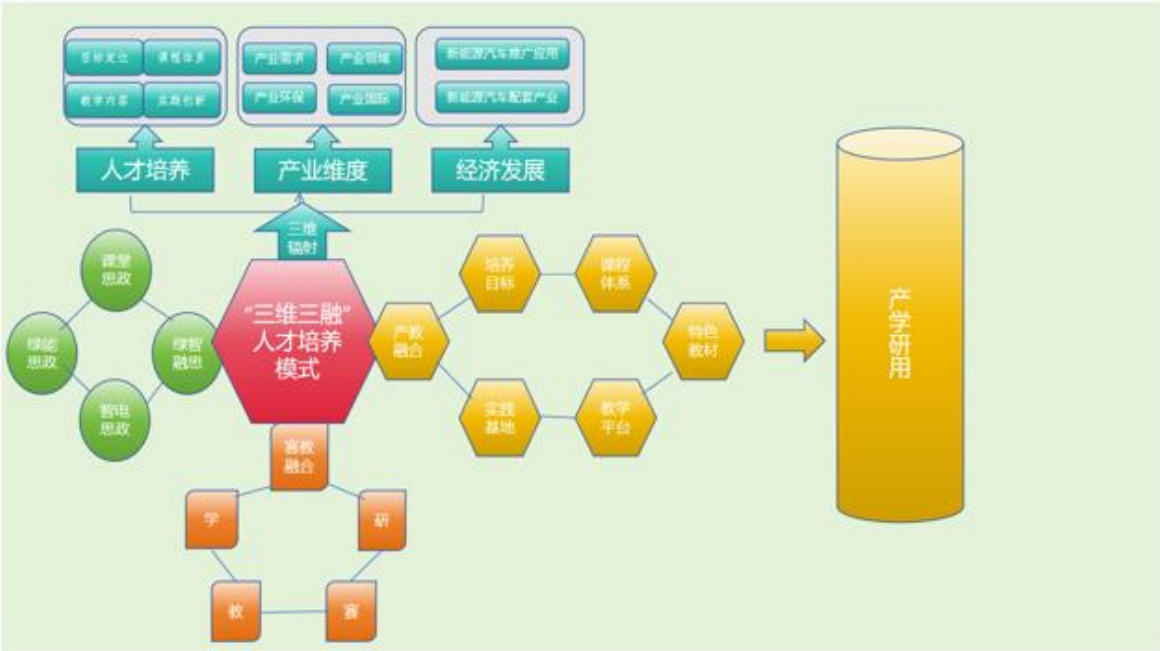 目标定位 课程体系
教学内容 实践创新
产业需求 产业领域
产业环保 产业国际
新能源汽车推广应用
新能源汽车配套产业
人才培养
产业维度
经济发展
三维
辐射
课堂
思政
绿能
思政
绿智
融思
智电
思政
“三维三融”
人才培养
模式
产教
融合
培养
目标
课程
体系
特色
教材
实践
基地
教学
平台
产学研用
赛教
融合
学
研
教
赛